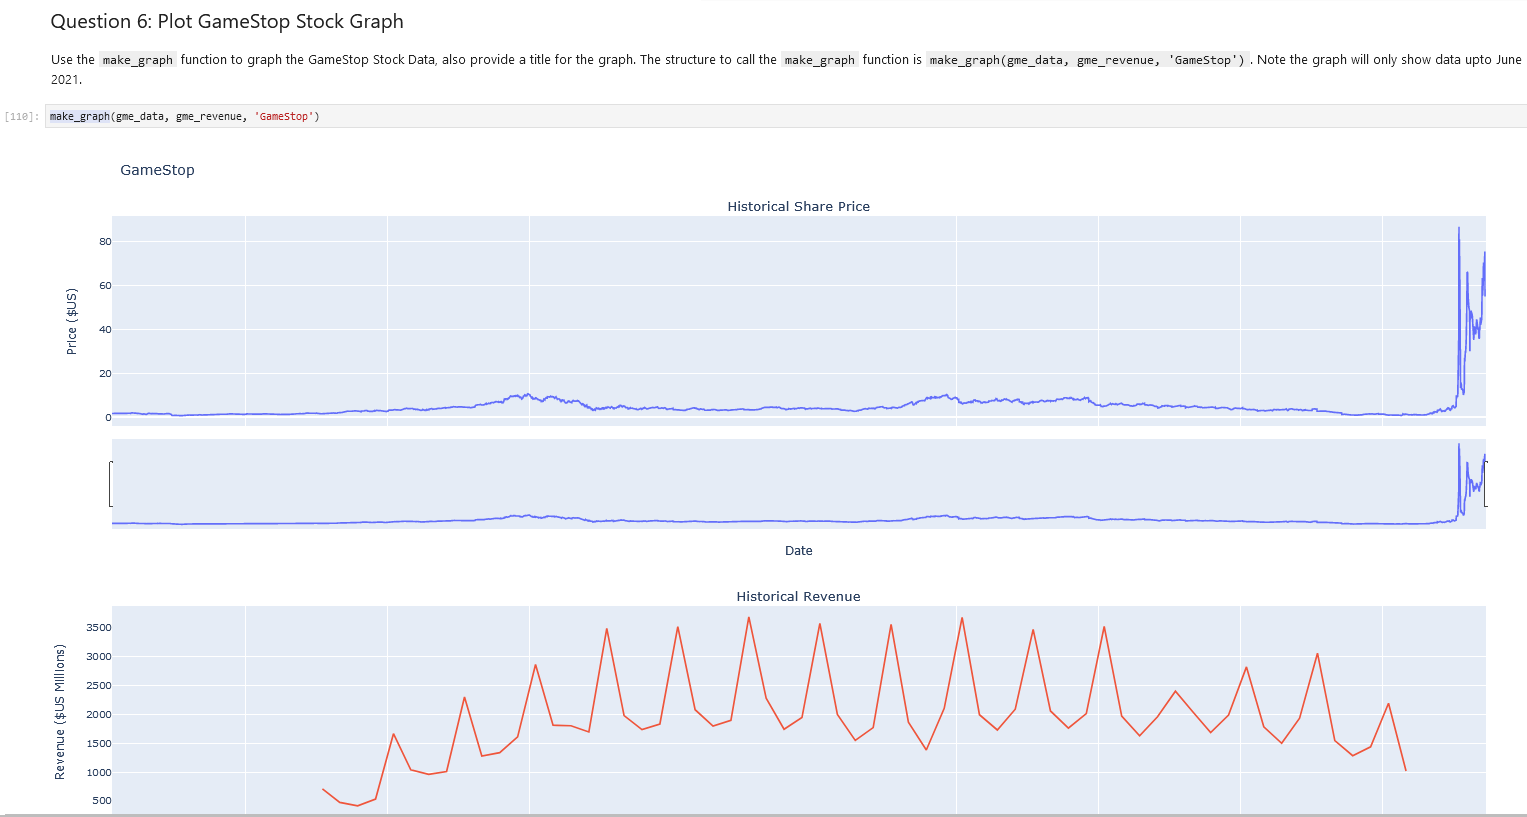 Question 6: Plot GameStop Stock Graph
Use the make_graph function to graph the GameStop Stock Data, also provide a title for the graph. The structure to call the make_graph function is make_graph(gme_data, gme_revenue, 'GameStop') . Note the graph will only show data upto June
2021.
[110]: make_graph(gme_data, gme_revenue, 'GameStop')
GameStop
Historical Share Price
Price ($US)
80
60
40
20
0
Date
Historical Revenue
Revenue ($US Millions)
3500
3000
2500
2000
1500
1000
500